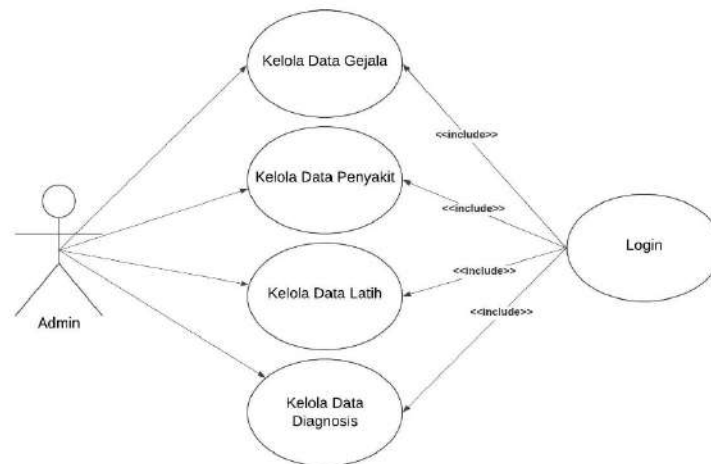 Kelola Data Gejala
<<include>>
Kelola Data Penyakit
<<include>>
Login
<<include>>
Kelola Data Latih
<<include>>
Admin
Kelola Data
Diagnosis